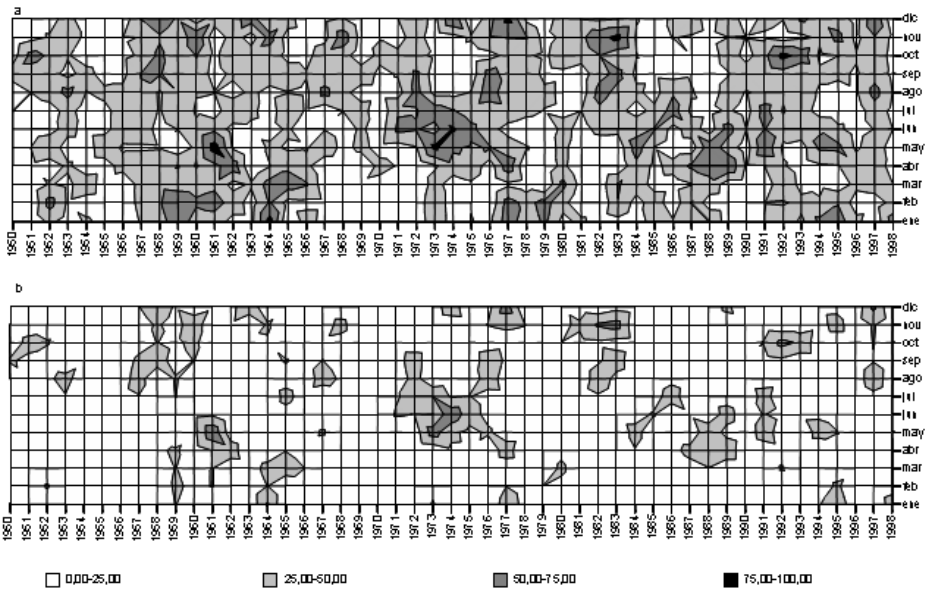 a
dic
nov
oct
sep
ago
jul
jun
may
abr
mar
feb
ene
1950 1951 1952 1953 1954 1955 1956 1957 1958 1959 1960 1961 1962 1963 1964 1965 1966 1967 1968 1969 1970 1971 1972 1973 1974 1975 1976 1977 1978 1979 1980 1981 1982 1983 1984 1985 1986 1987 1988 1989 1990 1991 1992 1993 1994 1995 1996 1997 1998
b
dic
nov
oct
sep
ago
jul
jun
may
abr
mar
feb
ene
1950 1951 1952 1953 1954 1955 1956 1957 1958 1959 1960 1961 1962 1963 1964 1965 1966 1967 1968 1969 1970 1971 1972 1973 1974 1975 1976 1977 1978 1979 1980 1981 1982 1983 1984 1985 1986 1987 1988 1989 1990 1991 1992 1993 1994 1995 1996 1997 1998
0,00-25,00 25,00-50,00 50,00-75,00 75,00-100,00